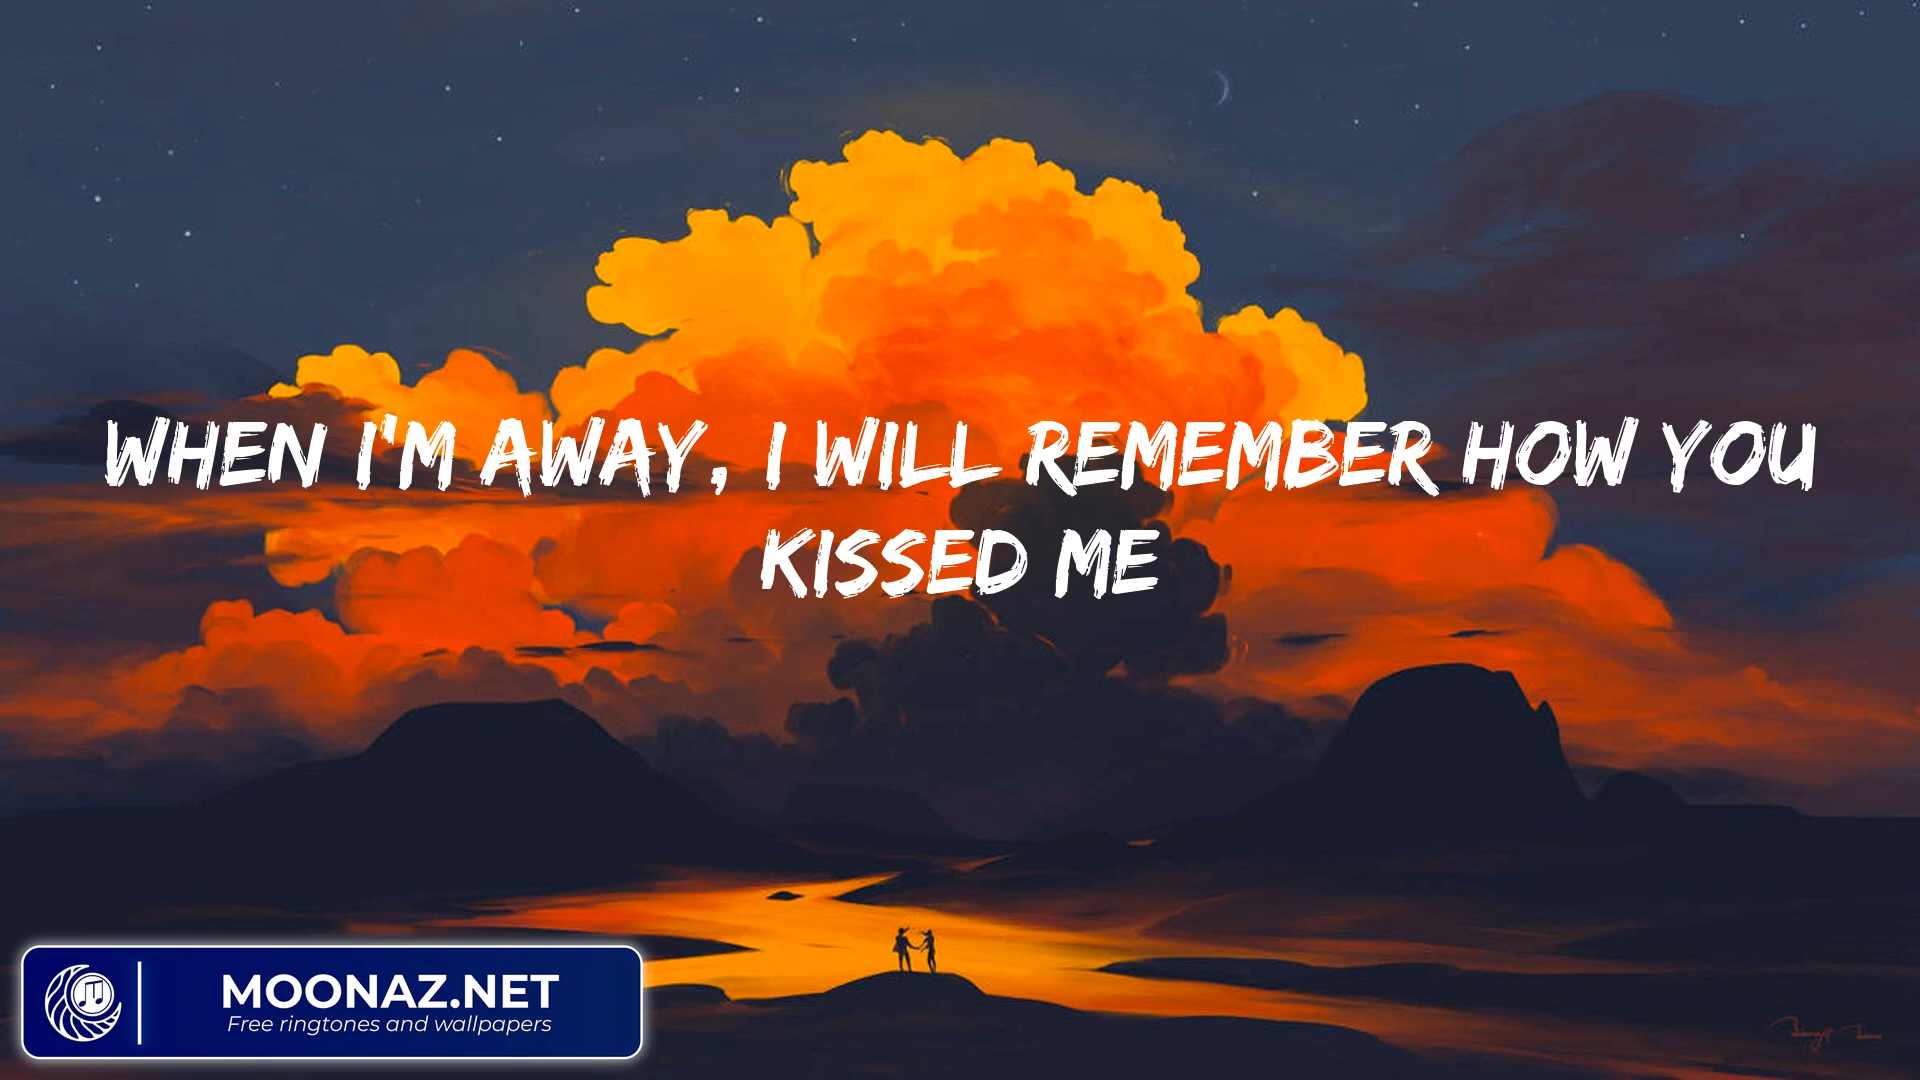 WHEN I'M AWAY, I WILL REMEMBER HOW YOU
KISSED ME
MOONAZ.NET
Free ringtones and wallpapers